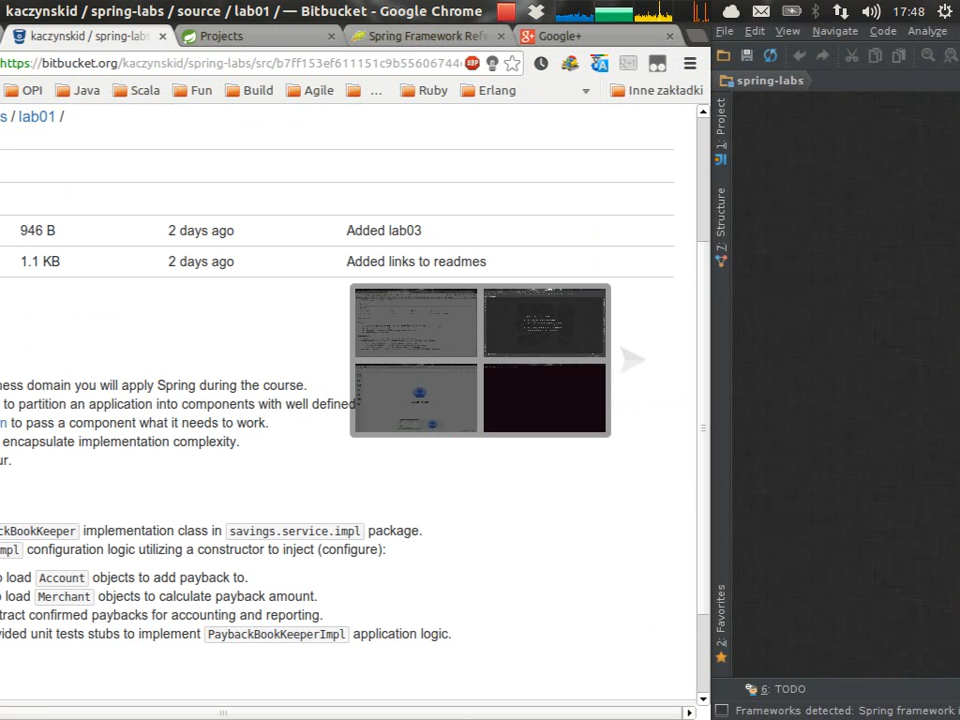 kaczynskid / spring-labs / source / lab01 / — Bitbucket - Google Chrome
17:48
kaczynskid / spring-labs
Projects
Spring Framework Refe
Google+
File Edit View Navigate Code Analyze
https://bitbucket.org/kaczynskid/spring-labs/src/b7ff153ef611151c9b5560674
OPI
Java
Scala
Fun
Build
Agile
...
Ruby
Erlang
Inne zakładki
spring-labs
s / lab01 /
1: Project
946 B 2 days ago Added lab03
1.1 KB 2 days ago Added links to readmes
7: Structure
ness domain you will apply Spring during the course.
to partition an application into components with well defined
n to pass a component what it needs to work.
encapsulate implementation complexity.
ur.
ckBookKeeper implementation class in savings.service.impl package.
mpl configuration logic utilizing a constructor to inject (configure):
o load Account objects to add payback to.
o load Merchant objects to calculate payback amount.
tract confirmed paybacks for accounting and reporting.
vided unit tests stubs to implement PaybackBookKeeperImpl application logic.
2: Favorites
6: TODO
Frameworks detected: Spring framework i